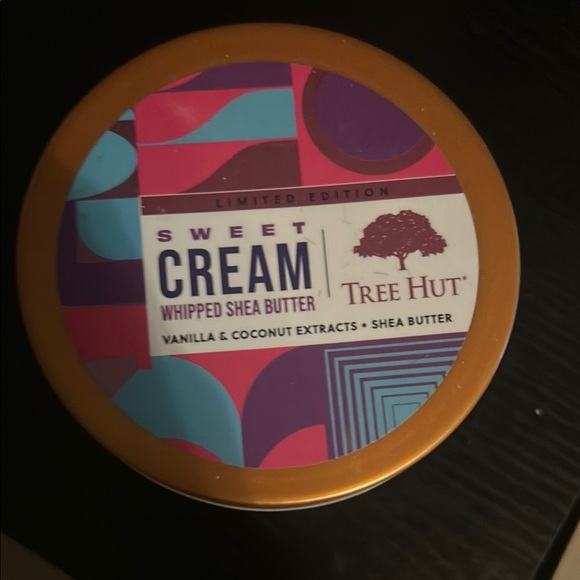 LIMITED EDITION
SWEET
CREAM
WHIPPED SHEA BUTTER
VANILLA & COCONUT EXTRACTS • SHEA BUTTER
TREE HUT®